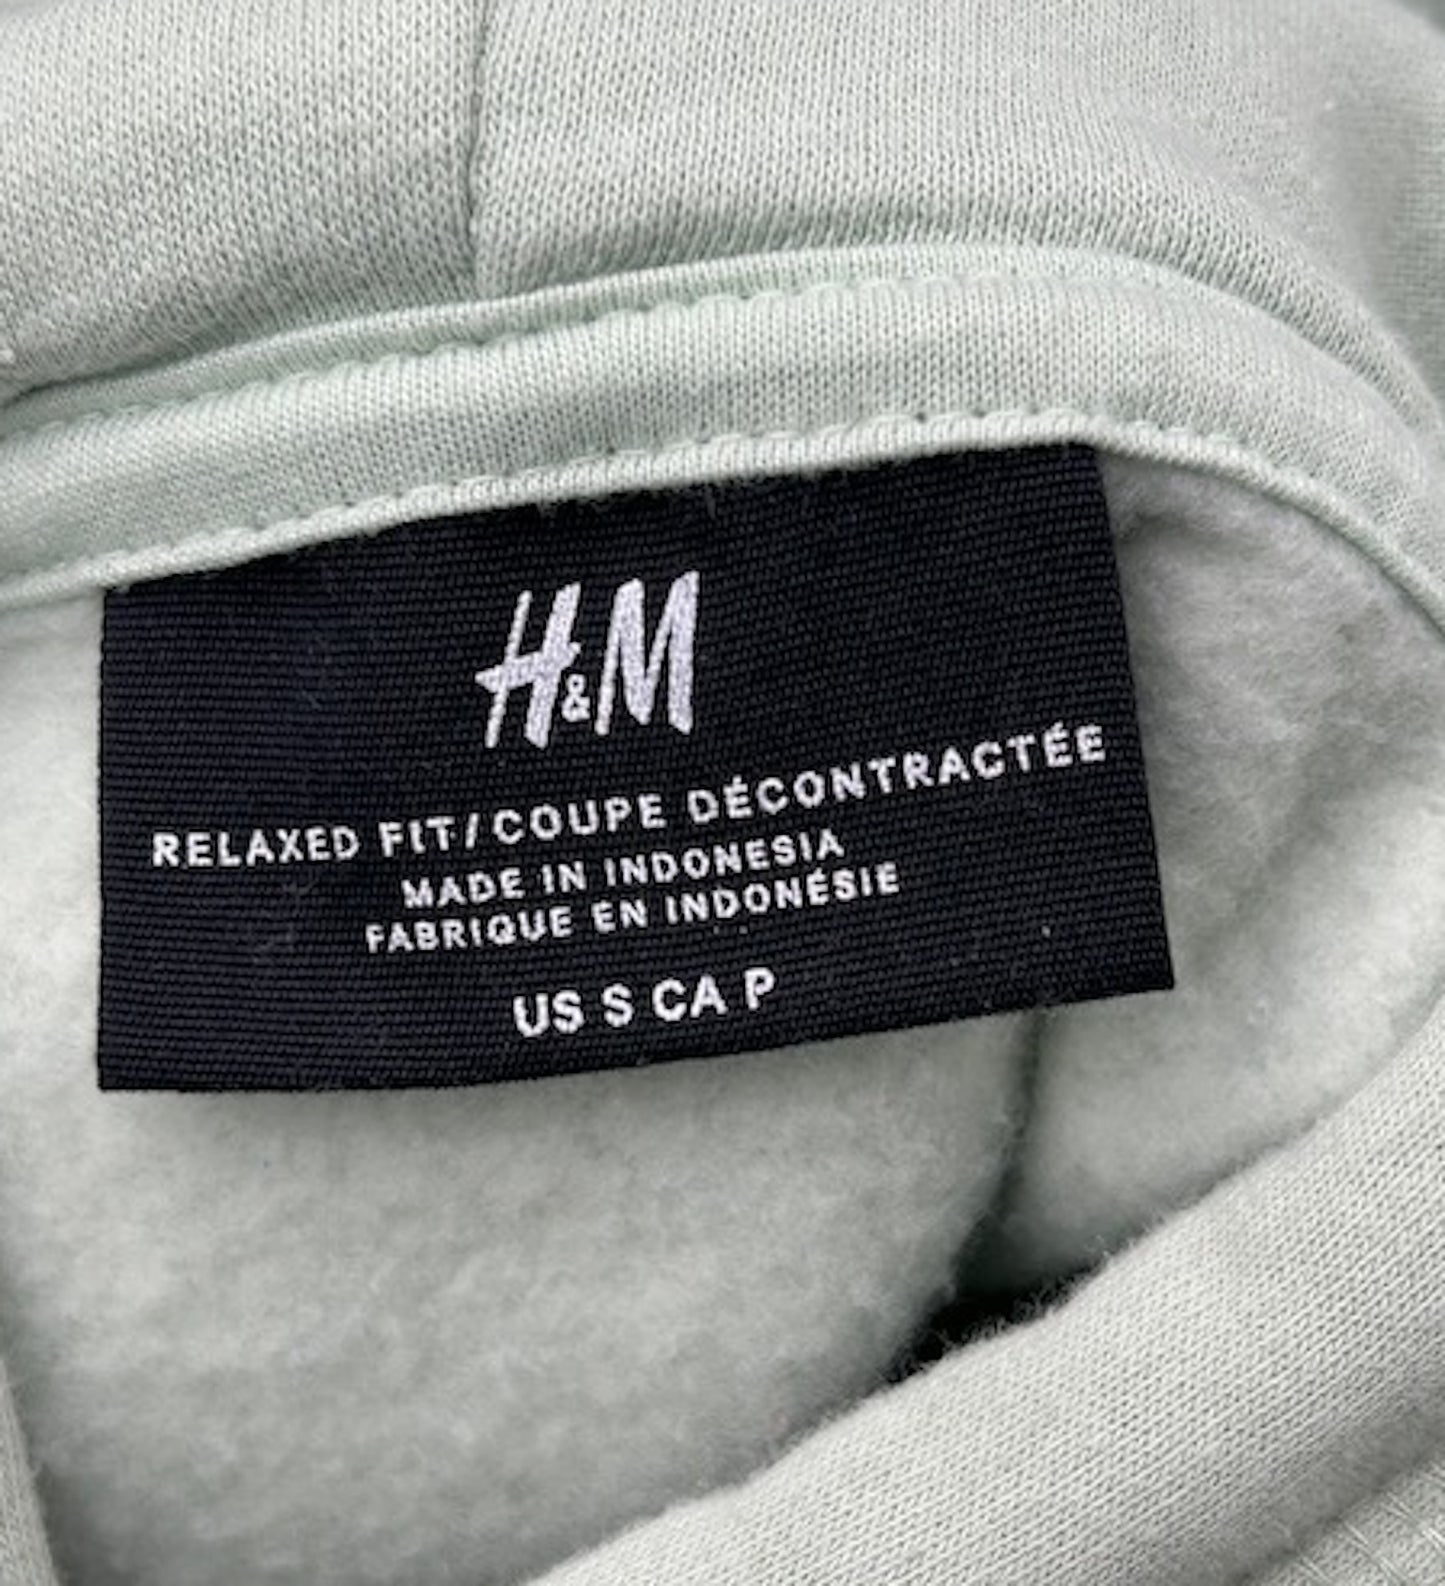 H&M
RELAXED FIT/COUPE DÉCONTRACTÉE
MADE IN INDONESIA
FABRIQUE EN INDONÉSIE
US S CA P